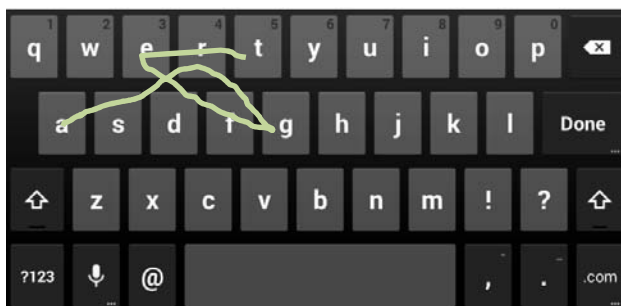 1 2 3 4 5 6 7 8 9 0
q w e r t y u i o p
a s d f g h j k l Done
z x c v b n m ! ?
?123 @ , . .com